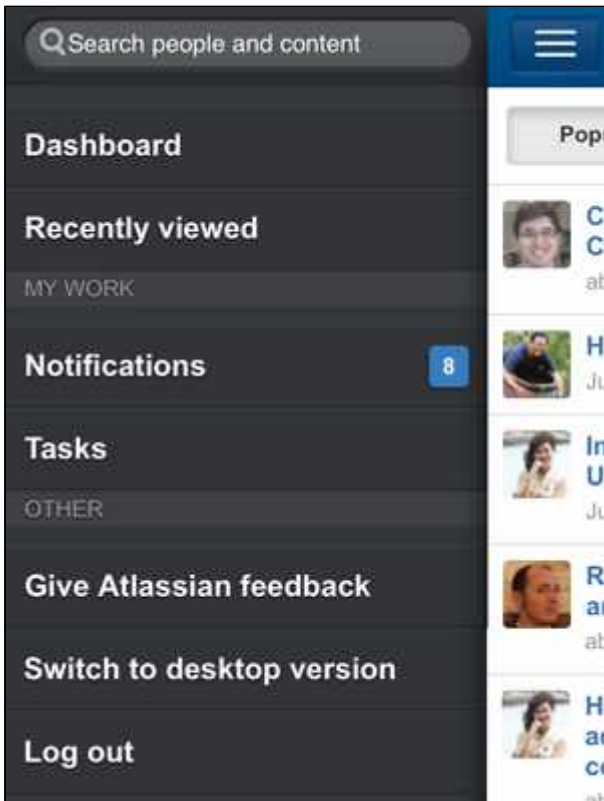 Search people and content
Dashboard
Recently viewed
MY WORK
Notifications
8
Tasks
OTHER
Give Atlassian feedback
Switch to desktop version
Log out